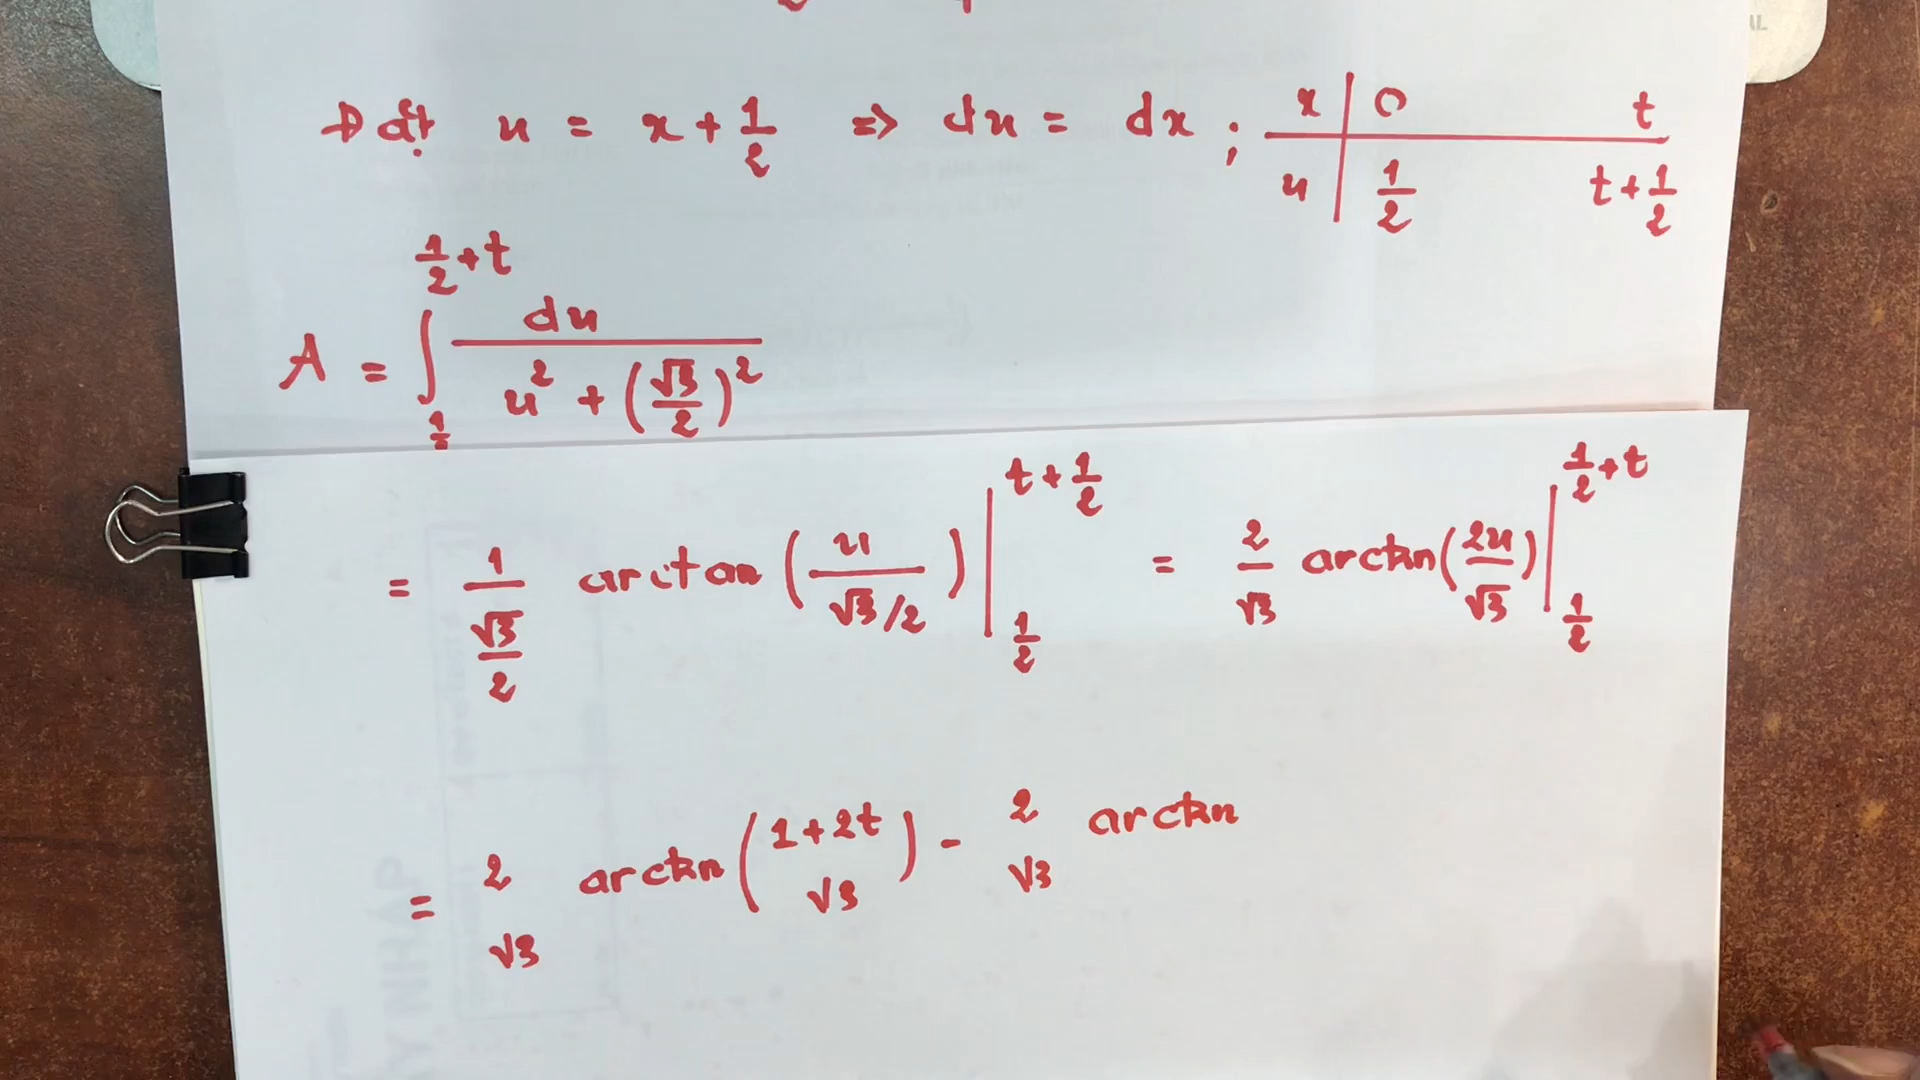 Đặt u = x + 1/2 ⇒ du = dx ; x | 0 t
u | 1/2 t + 1/2
A = ∫_{1/2}^{1/2 + t} du / (u² + (√3/2)²)
= 1/(√3/2) arctan (u/(√3/2)) |_{1/2}^{t + 1/2} = 2/√3 arctan (2u/√3) |_{1/2}^{1/2 + t}
= 2/√3 arctan (1+2t/√3) - 2/√3 arctan